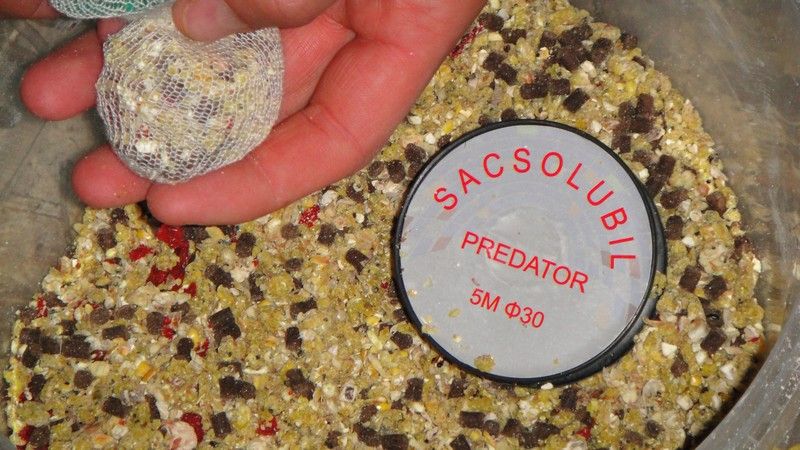 SACSOLUBIL
PREDATOR
5M Φ30